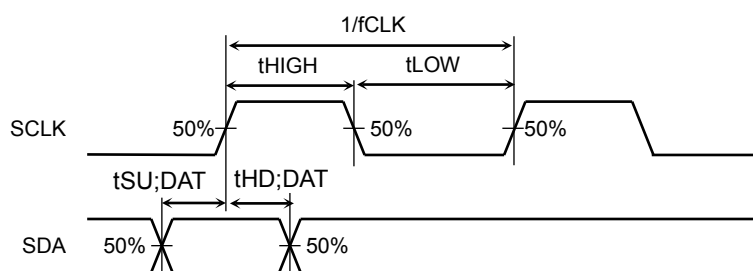 1/fCLK
tHIGH tLOW
SCLK 50% 50% 50%
tSU;DAT tHD;DAT
SDA 50% 50%